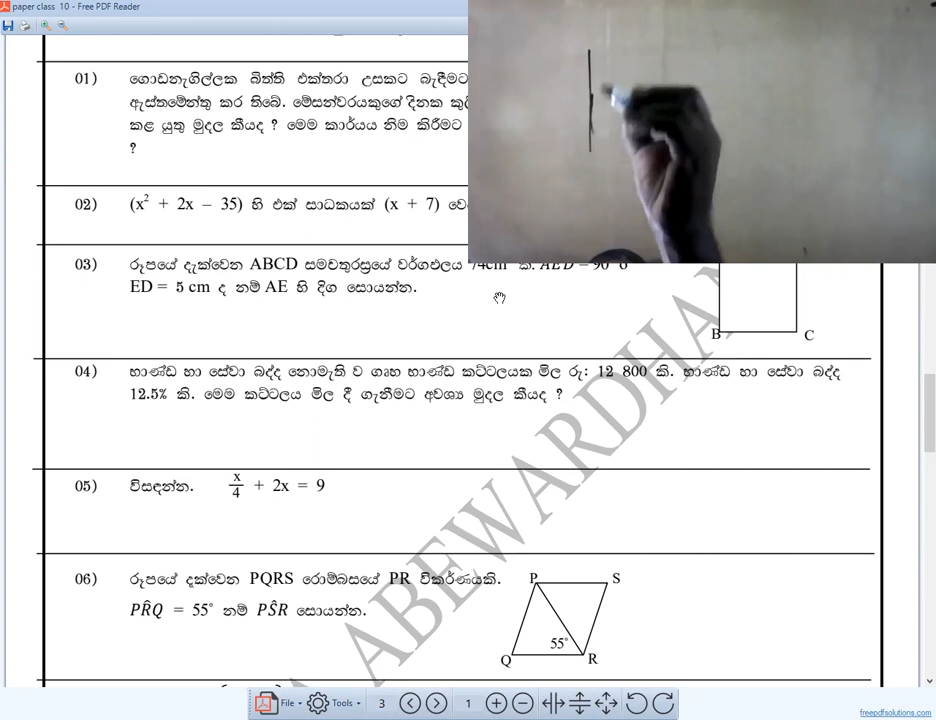 paper class 10 - Free PDF Reader
01) ගොඩනැගිල්ලක බිත්ති එක්තරා උසකට බැදීමට
ඇස්තමේන්තු කර තිබේ. මේසන්වරයකුගේ දිනක කුලි
කළ යුතු මුදල කීයද ? මෙම කාර්යය නිම කිරීමට
?
02) (x² + 2x – 35) හි එක් සාධකයක් (x + 7)
03) රූපයේ දැක්වෙන ABCD සමචතුරස්‍රයේ වර්ගඵලය 74cm² කි. AÊD = 90° ද
ED = 5 cm ද නම් AE හි දිග සොයන්න.
B C
04) භාණ්ඩ හා සේවා බද්ද නොමැති ව ගෘහ භාණ්ඩ කට්ටලයක මිල රු: 12 800 කි. භාණ්ඩ හා සේවා බද්ද
12.5% කි. මෙම කට්ටලය මිල දී ගැනීමට අවශ්‍ය මුදල කීයද ?
05) විසඳන්න. x/4 + 2x = 9
06) රූපයේ දැක්වෙන PQRS රොම්බසයේ PR විකර්ණයකි.
PR̂Q = 55° නම් PŜR සොයන්න.
P S
55°
Q R
A ABEWARDHAN
File Tools 3 1
freepdfsolutions.com